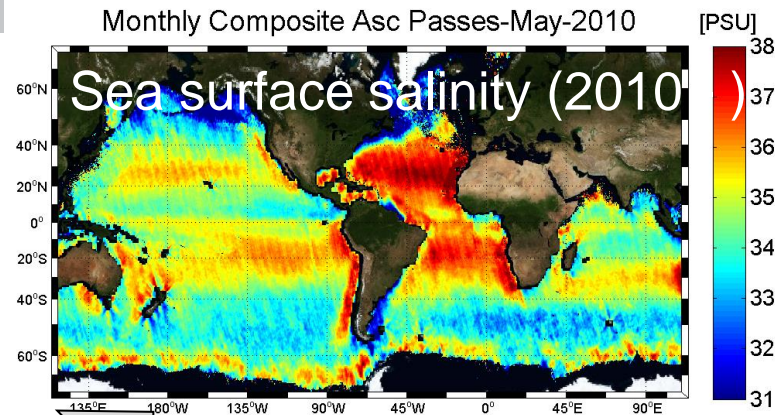 Monthly Composite Asc Passes-May-2010 [PSU]
Sea surface salinity (2010 )
38
37
36
35
34
33
32
31
60°N
40°N
20°N
0°
20°S
40°S
60°S
135°E 180°W 135°W 90°W 45°W 0° 45°E 90°E